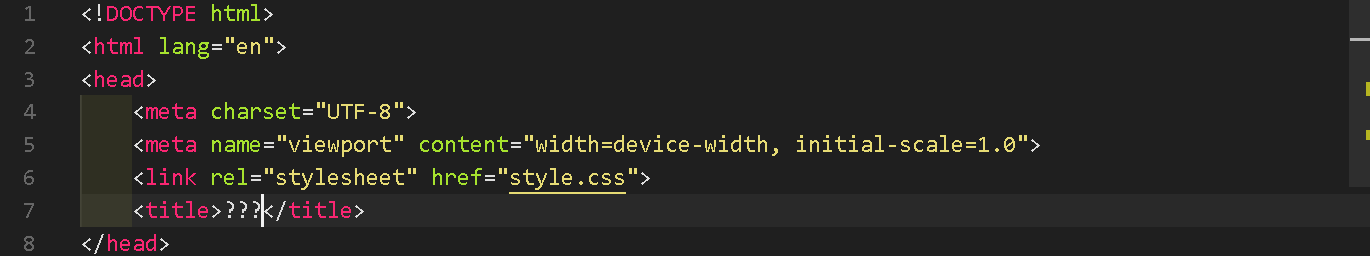 1 <!DOCTYPE html>
2 <html lang="en">
3 <head>
4     <meta charset="UTF-8">
5     <meta name="viewport" content="width=device-width, initial-scale=1.0">
6     <link rel="stylesheet" href="style.css">
7     <title>???</title>
8 </head>